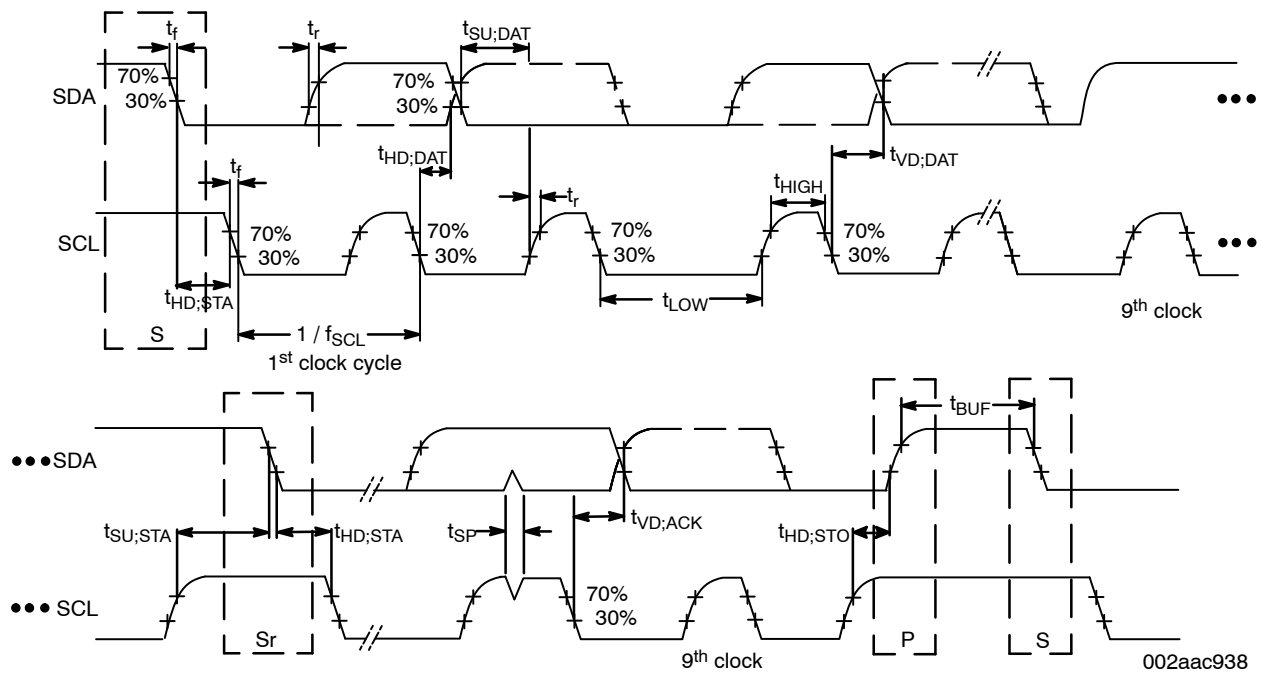 t_f t_r t_SU;DAT
70% 70%
SDA 30% 30%
t_HD;DAT t_VD;DAT
t_f t_r t_HIGH
SCL 70% 70% 70% 70%
30% 30% 30% 30%
t_HD;STA t_LOW
S 1 / f_SCL 9th clock
1st clock cycle
t_BUF
•••SDA
t_SU;STA t_HD;STA t_SP t_VD;ACK t_HD;STO
70%
••• SCL 30%
Sr P S
9th clock 002aac938